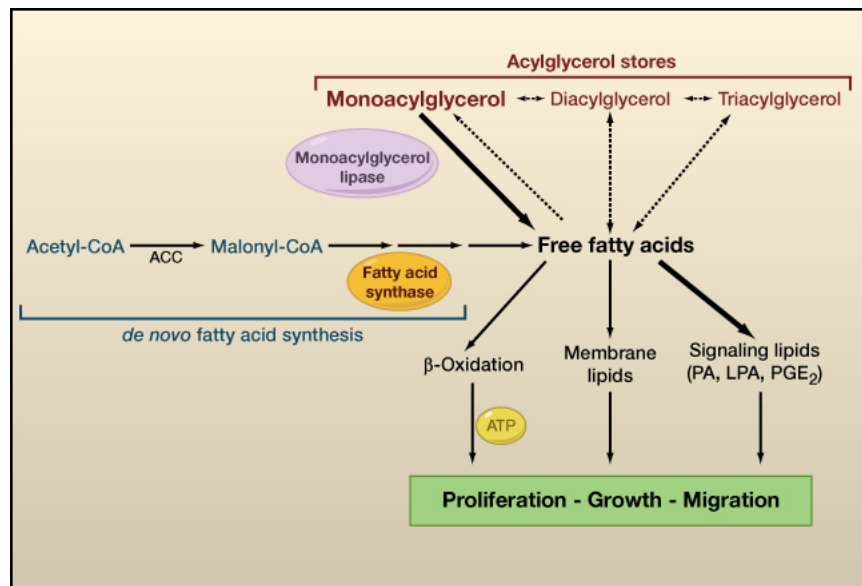 Acylglycerol stores
Monoacylglycerol Diacylglycerol Triacylglycerol
Monoacylglycerol
lipase
Acetyl-CoA ACC Malonyl-CoA Free fatty acids
Fatty acid
synthase
de novo fatty acid synthesis
β-Oxidation
Membrane
lipids
Signaling lipids
(PA, LPA, PGE₂)
ATP
Proliferation - Growth - Migration